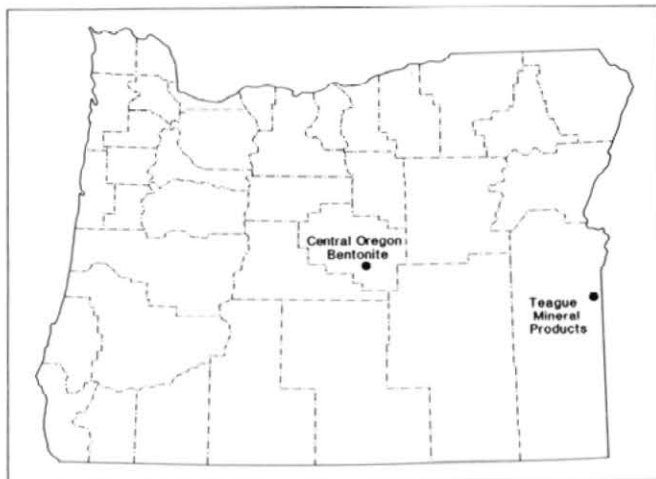 Central Oregon
Bentonite
Teague
Mineral
Products